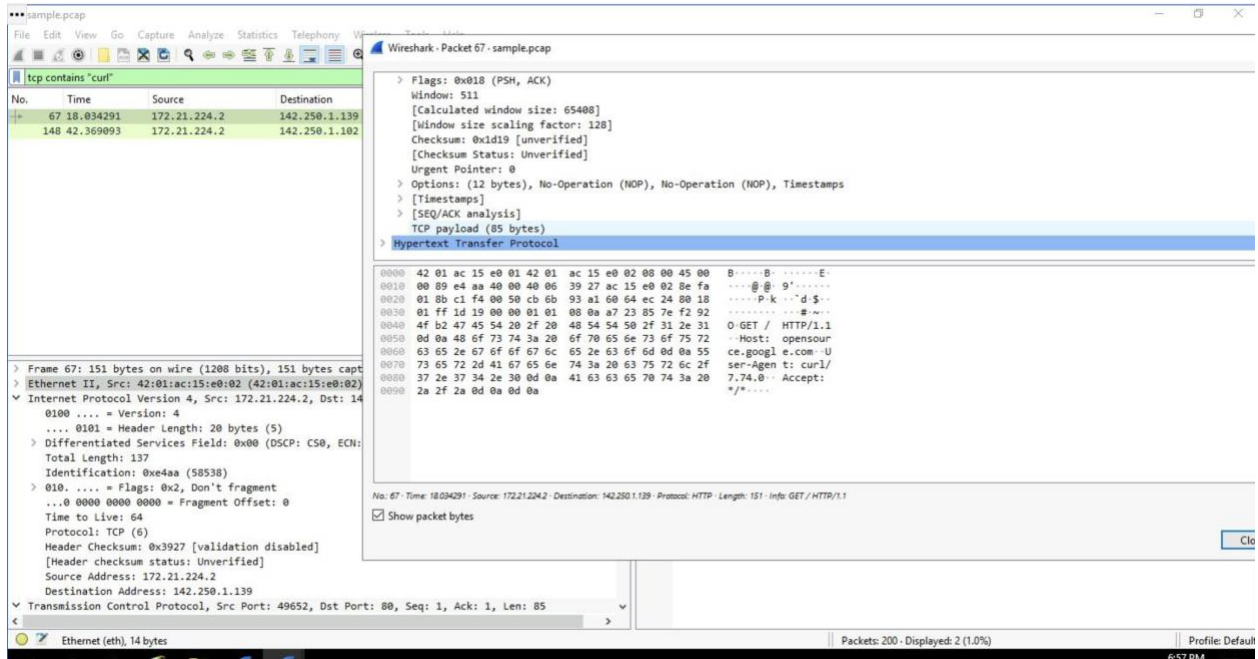 sample.pcap
File Edit View Go Capture Analyze Statistics Telephony
tcp contains "curl"
No. Time Source Destination
67 18.034291 172.21.224.2 142.250.1.139
148 42.369093 172.21.224.2 142.250.1.102
Wireshark · Packet 67 · sample.pcap
Flags: 0x018 (PSH, ACK)
Window: 511
[Calculated window size: 65408]
[Window size scaling factor: 128]
Checksum: 0x1d19 [unverified]
[Checksum Status: Unverified]
Urgent Pointer: 0
Options: (12 bytes), No-Operation (NOP), No-Operation (NOP), Timestamps
[Timestamps]
[SEQ/ACK analysis]
TCP payload (85 bytes)
Hypertext Transfer Protocol
0000 42 01 ac 15 e0 01 42 01 ac 15 e0 02 08 00 45 00 B·····B· ······E·
0010 00 89 e4 aa 40 00 40 06 39 27 ac 15 e0 02 8e fa ····@·@· 9'······
0020 01 8b c1 f4 00 50 cb 6b 93 a1 60 64 ec 24 80 18 ·····P·k ··`d·$··
0030 01 ff 1d 19 00 00 01 01 08 0a a7 23 85 7e f2 92 ········ ···#·~··
0040 4f b2 47 45 54 20 2f 20 48 54 54 50 2f 31 2e 31 O·GET / HTTP/1.1
0050 0d 0a 48 6f 73 74 3a 20 6f 70 65 6e 73 6f 75 72 ··Host: opensour
0060 63 65 2e 67 6f 6f 67 6c 65 2e 63 6f 6d 0d 0a 55 ce.googl e.com··U
0070 73 65 72 2d 41 67 65 6e 74 3a 20 63 75 72 6c 2f ser-Agen t: curl/
0080 37 2e 37 34 2e 30 0d 0a 41 63 63 65 70 74 3a 20 7.74.0·· Accept:
0090 2a 2f 2a 0d 0a 0d 0a */*····
No.: 67 · Time: 18.034291 · Source: 172.21.224.2 · Destination: 142.250.1.139 · Protocol: HTTP · Length: 151 · Info: GET / HTTP/1.1
Show packet bytes
Clo
Frame 67: 151 bytes on wire (1208 bits), 151 bytes capt
Ethernet II, Src: 42:01:ac:15:e0:02 (42:01:ac:15:e0:02)
Internet Protocol Version 4, Src: 172.21.224.2, Dst: 14
0100 .... = Version: 4
.... 0101 = Header Length: 20 bytes (5)
Differentiated Services Field: 0x00 (DSCP: CS0, ECN:
Total Length: 137
Identification: 0xe4aa (58538)
010. .... = Flags: 0x2, Don't fragment
...0 0000 0000 0000 = Fragment Offset: 0
Time to Live: 64
Protocol: TCP (6)
Header Checksum: 0x3927 [validation disabled]
[Header checksum status: Unverified]
Source Address: 172.21.224.2
Destination Address: 142.250.1.139
Transmission Control Protocol, Src Port: 49652, Dst Port: 80, Seq: 1, Ack: 1, Len: 85
Ethernet (eth), 14 bytes
Packets: 200 · Displayed: 2 (1.0%)
Profile: Default
6:57 PM